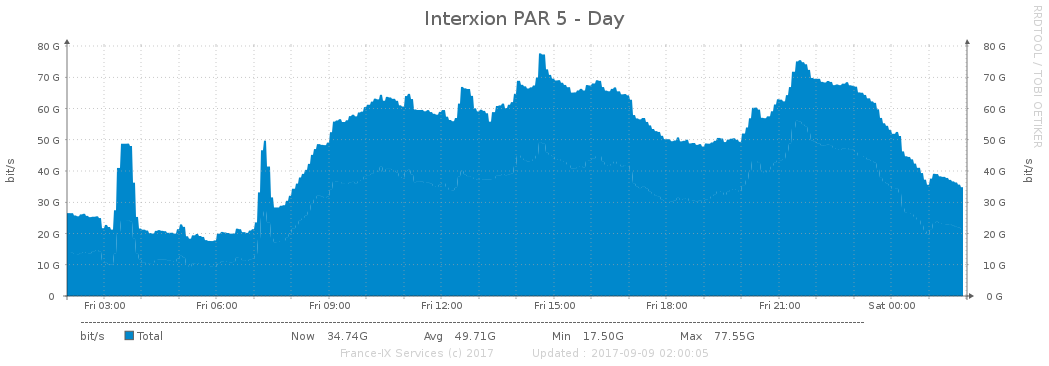 Interxion PAR 5 - Day
RRDTOOL / TOBI OETIKER
80 G 80 G
70 G 70 G
60 G 60 G
50 G 50 G
40 G 40 G
30 G 30 G
20 G 20 G
10 G 10 G
0 0 G
bit/s bit/s
Fri 03:00 Fri 06:00 Fri 09:00 Fri 12:00 Fri 15:00 Fri 18:00 Fri 21:00 Sat 00:00
bit/s Total Now 34.74G Avg 49.71G Min 17.50G Max 77.55G
France-IX Services (c) 2017 Updated : 2017-09-09 02:00:05